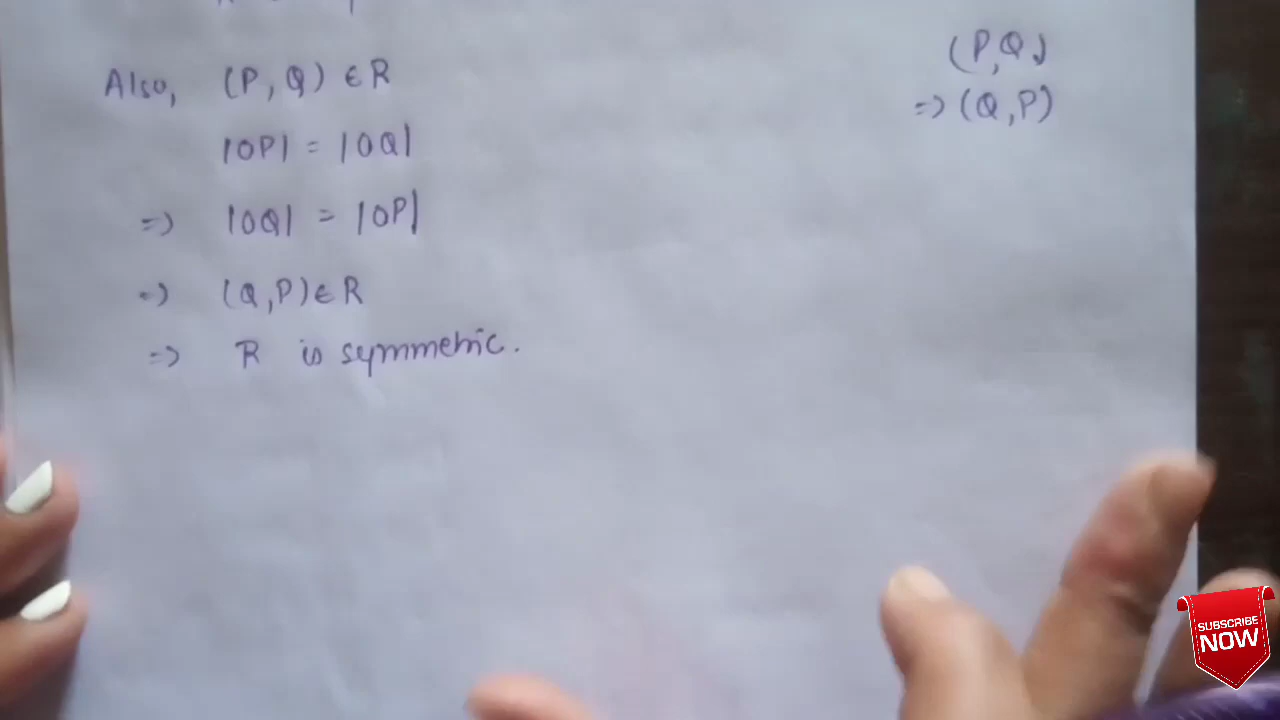 Also, (P, Q) ∈ R
|OP| = |OQ|
=> |OQ| = |OP|
=> (Q,P) ∈ R
=> R is symmetric.
(P,Q)
=> (Q,P)
SUBSCRIBE
NOW